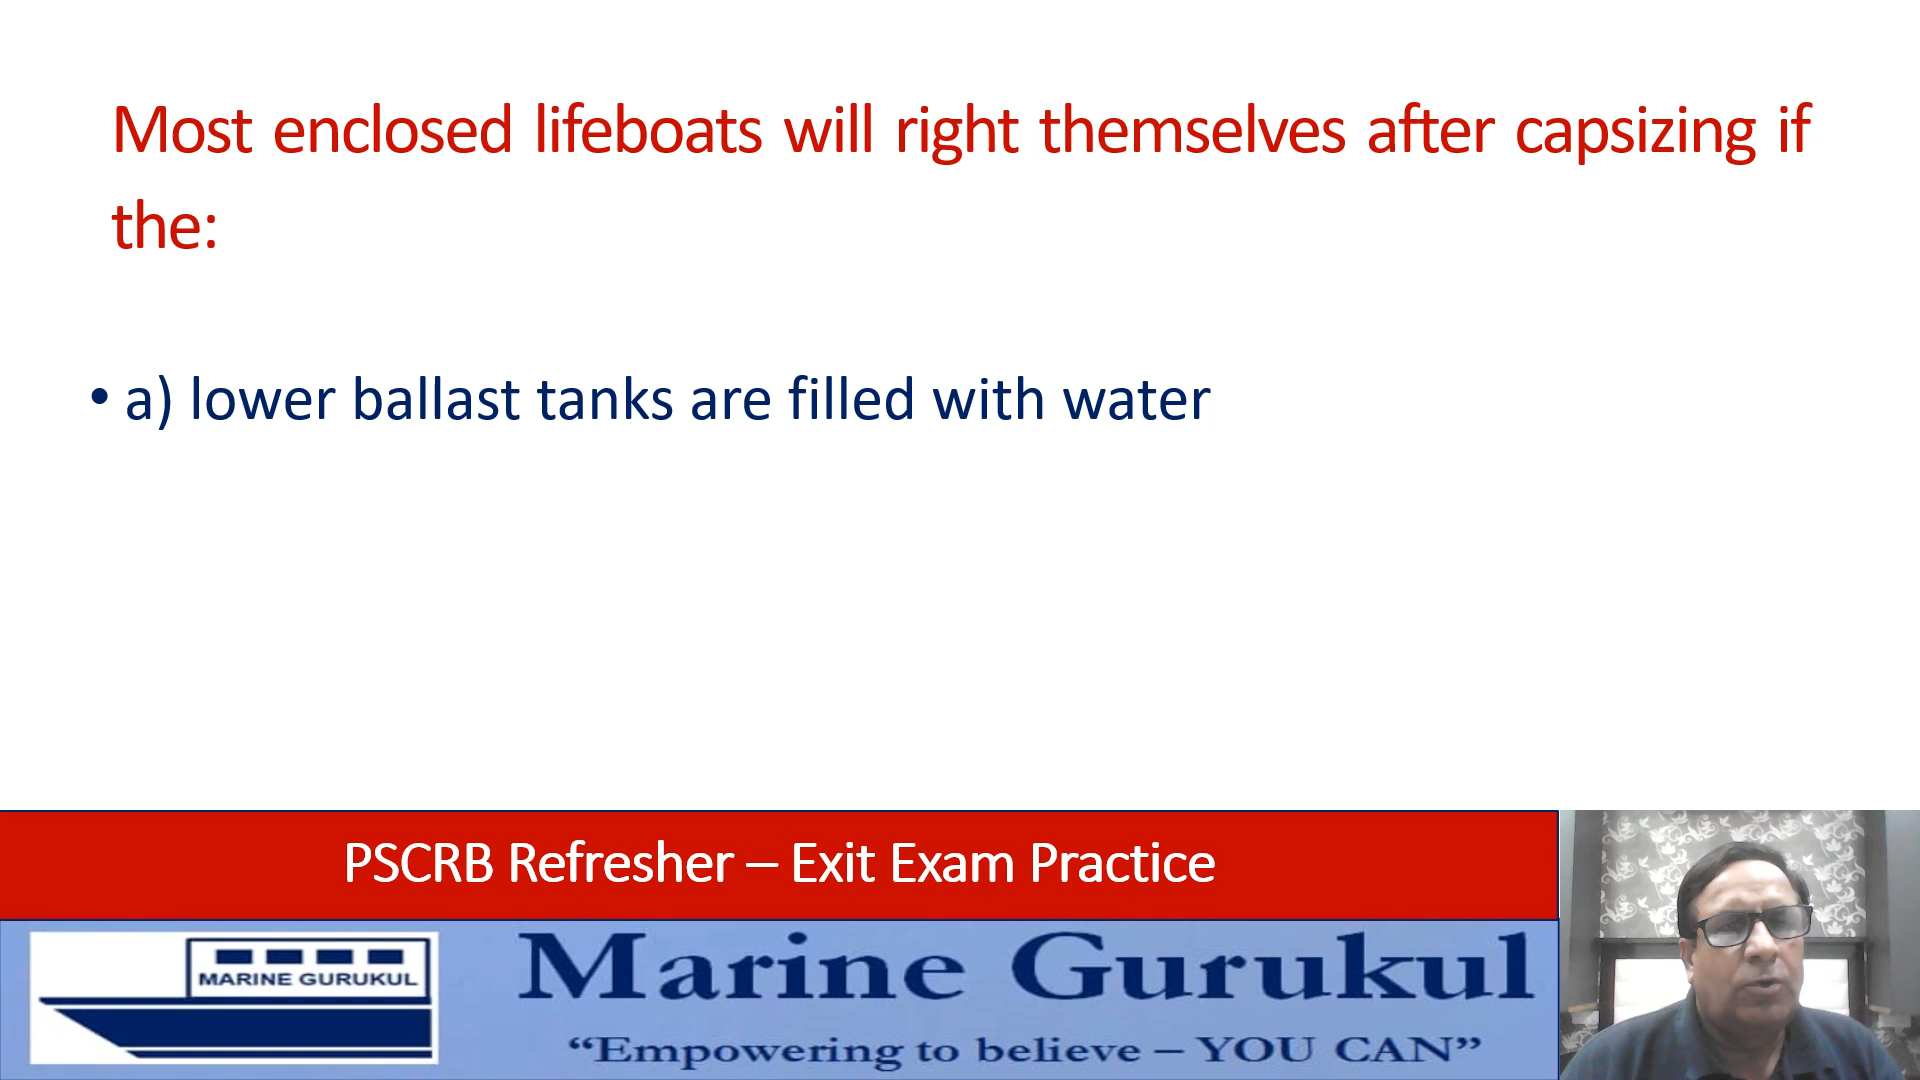 Most enclosed lifeboats will right themselves after capsizing if
the:
• a) lower ballast tanks are filled with water
PSCRB Refresher – Exit Exam Practice
MARINE GURUKUL
Marine Gurukul
“Empowering to believe – YOU CAN”